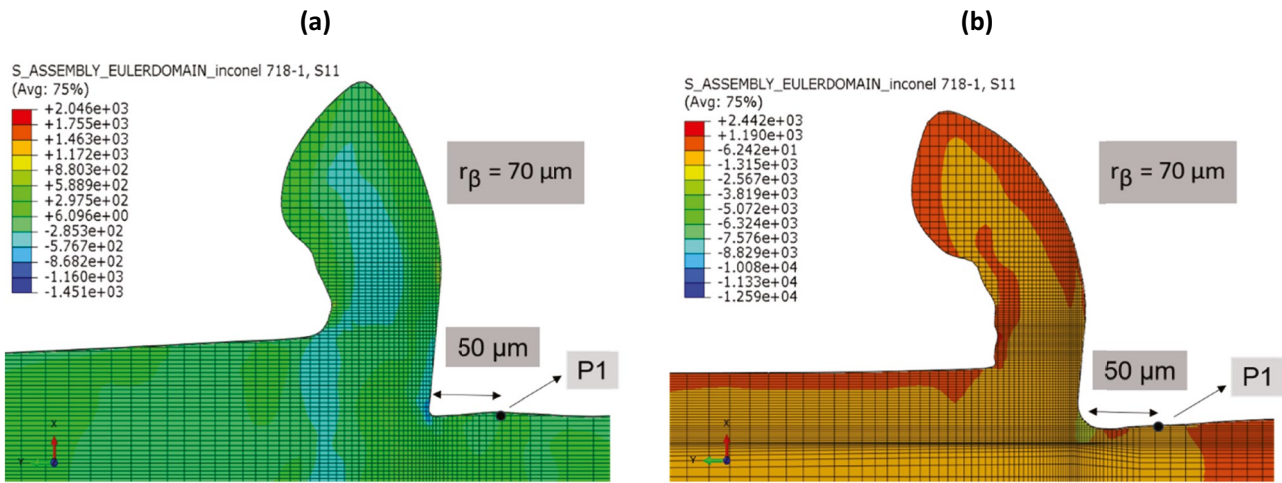 (a)
S_ASSEMBLY_EULERDOMAIN_inconel 718-1, S11
(Avg: 75%)
+2.046e+03
+1.755e+03
+1.463e+03
+1.172e+03
+8.803e+02
+5.889e+02
+2.975e+02
+6.096e+00
-2.853e+02
-5.767e+02
-8.682e+02
-1.160e+03
-1.451e+03
rβ = 70 µm
50 µm
P1
X
Y
(b)
S_ASSEMBLY_EULERDOMAIN_inconel 718-1, S11
(Avg: 75%)
+2.442e+03
+1.190e+03
-6.242e+01
-1.315e+03
-2.567e+03
-3.819e+03
-5.072e+03
-6.324e+03
-7.576e+03
-8.829e+03
-1.008e+04
-1.133e+04
-1.259e+04
rβ = 70 µm
50 µm
P1
X
Y